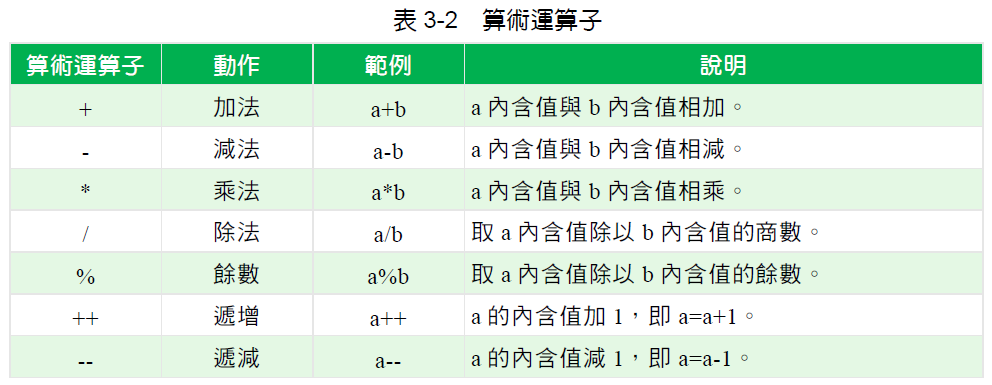 表 3-2 算術運算子
算術運算子 動作 範例 說明
+ 加法 a+b a 內含值與 b 內含值相加。
- 減法 a-b a 內含值與 b 內含值相減。
* 乘法 a*b a 內含值與 b 內含值相乘。
/ 除法 a/b 取 a 內含值除以 b 內含值的商數。
% 餘數 a%b 取 a 內含值除以 b 內含值的餘數。
++ 遞增 a++ a 的內含值加 1，即 a=a+1。
-- 遞減 a-- a 的內含值減 1，即 a=a-1。